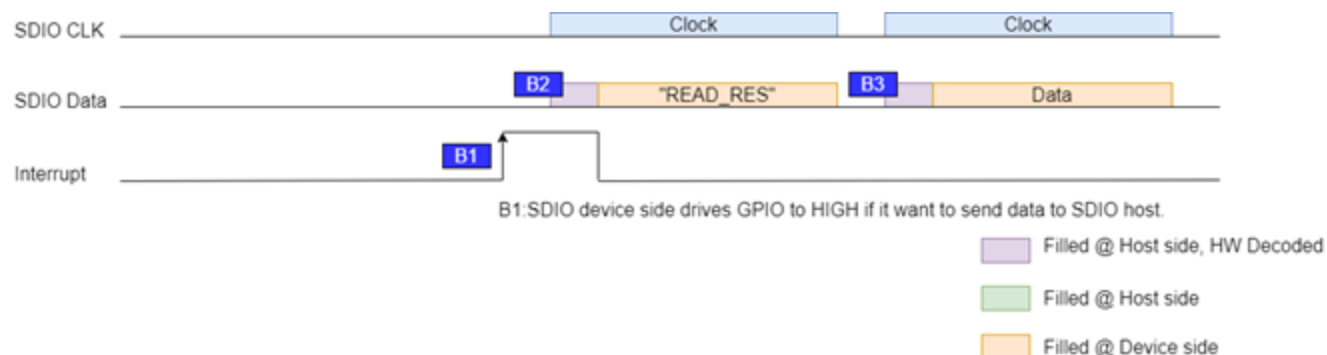 SDIO CLK
Clock
Clock
SDIO Data
B2
"READ_RES"
B3
Data
Interrupt
B1
B1:SDIO device side drives GPIO to HIGH if it want to send data to SDIO host.
Filled @ Host side, HW Decoded
Filled @ Host side
Filled @ Device side